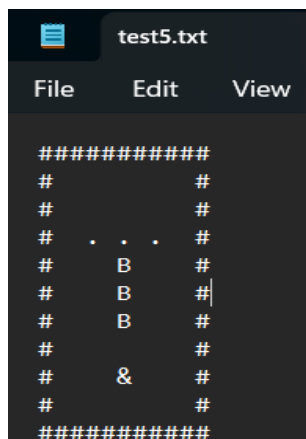 test5.txt
File Edit View
###########
#         #
#         #
#  . . .  #
#    B    #
#    B    #
#    B    #
#         #
#    &    #
#         #
###########